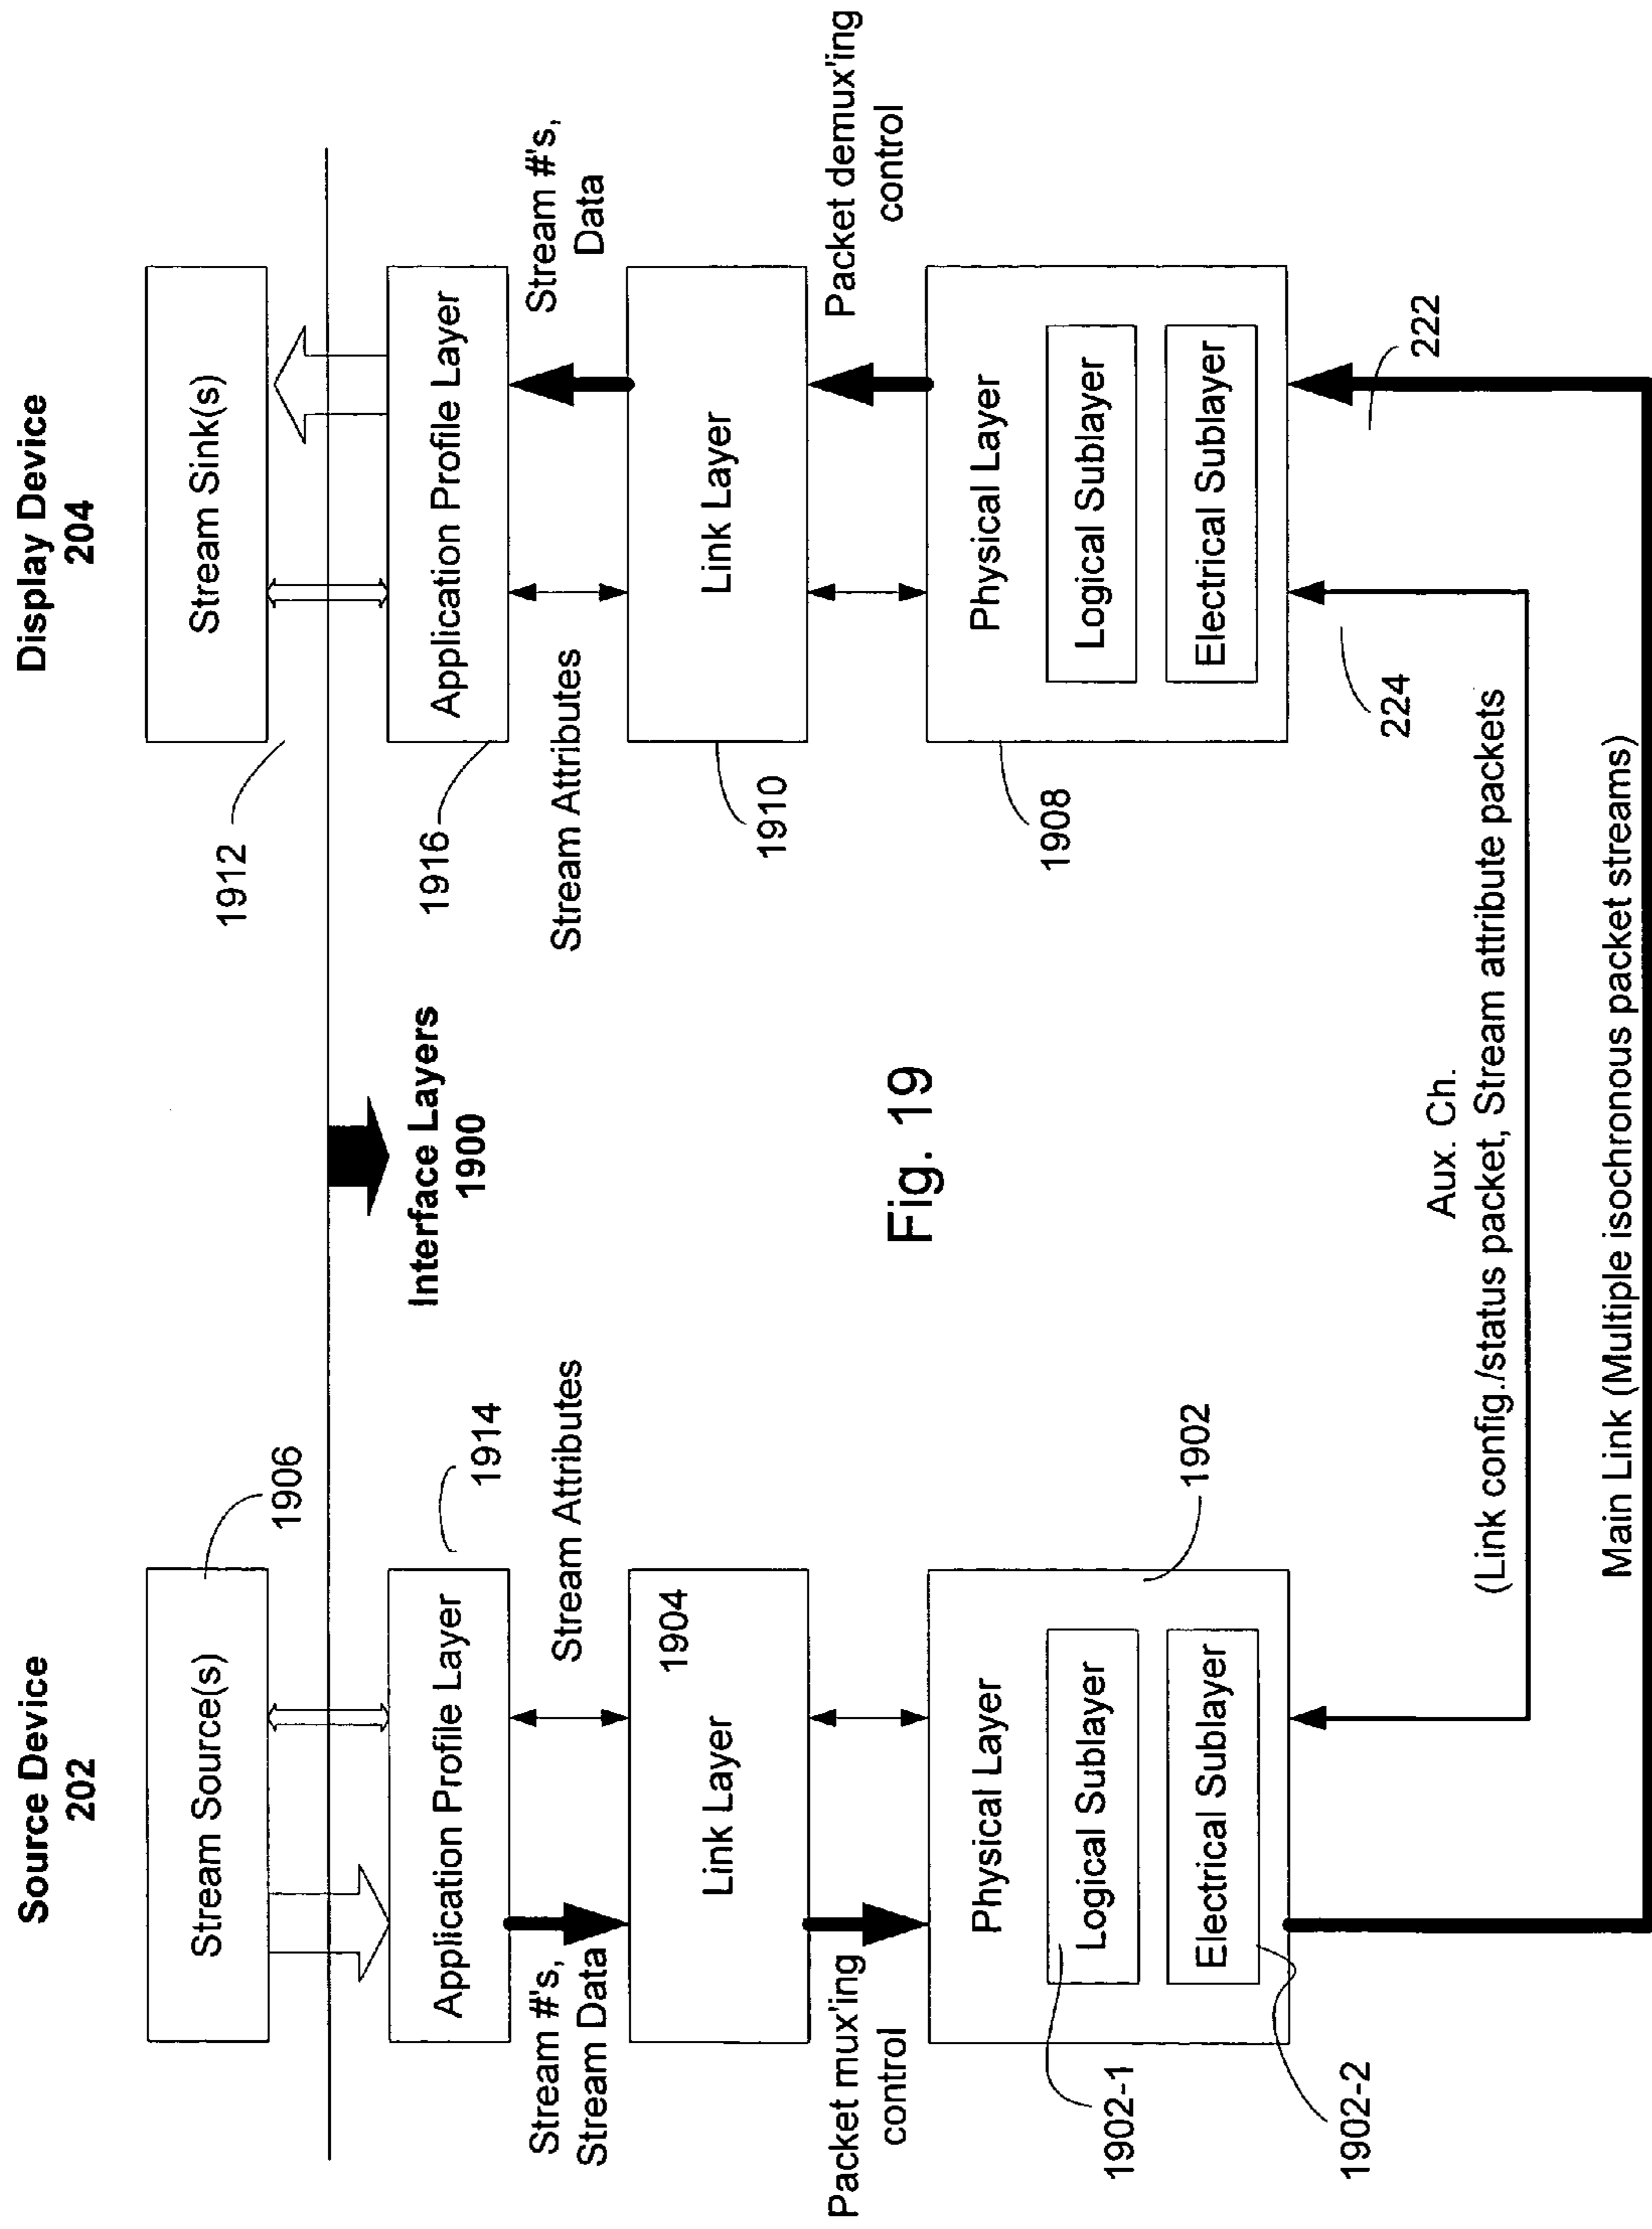 Source Device
202
Display Device
204
Stream Source(s)
1906
Stream Sink(s)
1912
Interface Layers
1900
Application Profile Layer
1914
Application Profile Layer
1916
Stream #'s,
Stream Data
Stream Attributes
Stream Attributes
Stream #'s,
Data
1904
Link Layer
Link Layer
1910
Packet mux'ing
control
Packet demux'ing
control
Fig. 19
Physical Layer
Logical Sublayer
Electrical Sublayer
1902
1902-1
1902-2
Physical Layer
Logical Sublayer
Electrical Sublayer
1908
224
222
Aux. Ch.
(Link config./status packet, Stream attribute packets
Main Link (Multiple isochronous packet streams)